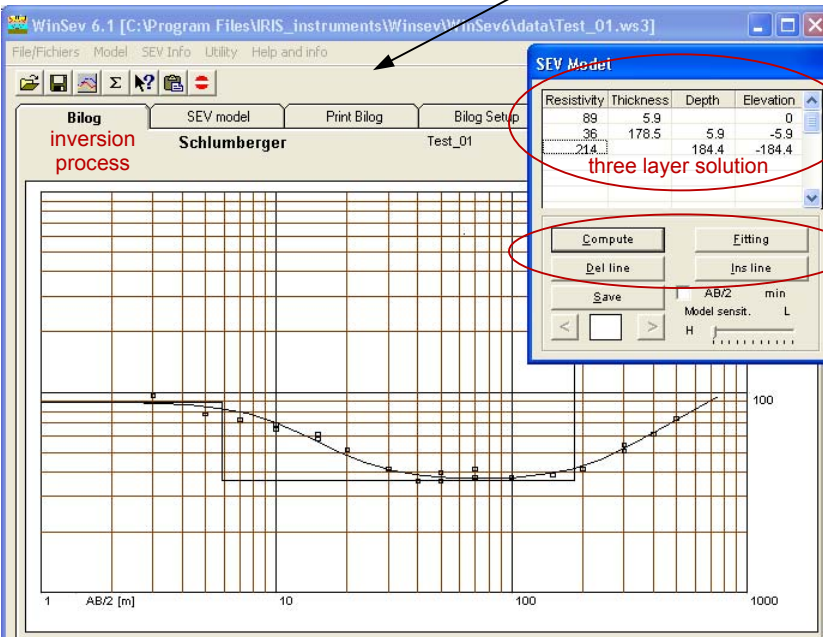 WinSev 6.1 [C:\Program Files\IRIS_instruments\Winsev\WinSev6\data\Test_01.ws3]
File/Fichiers Model SEV Info Utility Help and info
Bilog SEV model Print Bilog Bilog Setup
inversion process
Schlumberger Test_01
SEV Model
Resistivity Thickness Depth Elevation
89 5.9 0
36 178.5 5.9 -5.9
214 184.4 -184.4
three layer solution
Compute Fitting
Del line Ins line
Save AB/2 min
Model sensit. L
< > H
100
1 AB/2 [m] 10 100 1000